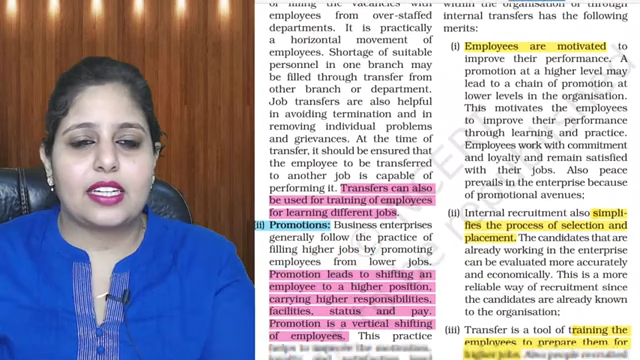 of filling the vacancies with
employees from over-staffed
departments. It is practically
a horizontal movement of
employees. Shortage of suitable
personnel in one branch may
be filled through transfer from
other branch or department.
Job transfers are also helpful
in avoiding termination and in
removing individual problems
and grievances. At the time of
transfer, it should be ensured that
the employee to be transferred
to another job is capable of
performing it. Transfers can also
be used for training of employees
for learning different jobs.
(ii) Promotions: Business enterprises
generally follow the practice of
filling higher jobs by promoting
employees from lower jobs.
Promotion leads to shifting an
employee to a higher position,
carrying higher responsibilities,
facilities, status and pay.
Promotion is a vertical shifting
of employees. This practice
helps to improve the motivation,
within the organisation or through
internal transfers has the following
merits:
(i) Employees are motivated to
improve their performance. A
promotion at a higher level may
lead to a chain of promotion at
lower levels in the organisation.
This motivates the employees
to improve their performance
through learning and practice.
Employees work with commitment
and loyalty and remain satisfied
with their jobs. Also peace
prevails in the enterprise because
of promotional avenues;
(ii) Internal recruitment also simpli-
fies the process of selection and
placement. The candidates that are
already working in the enterprise
can be evaluated more accurately
and economically. This is a more
reliable way of recruitment since
the candidates are already known
to the organisation;
(iii) Transfer is a tool of training the
employees to prepare them for
higher jobs. Also people recruited